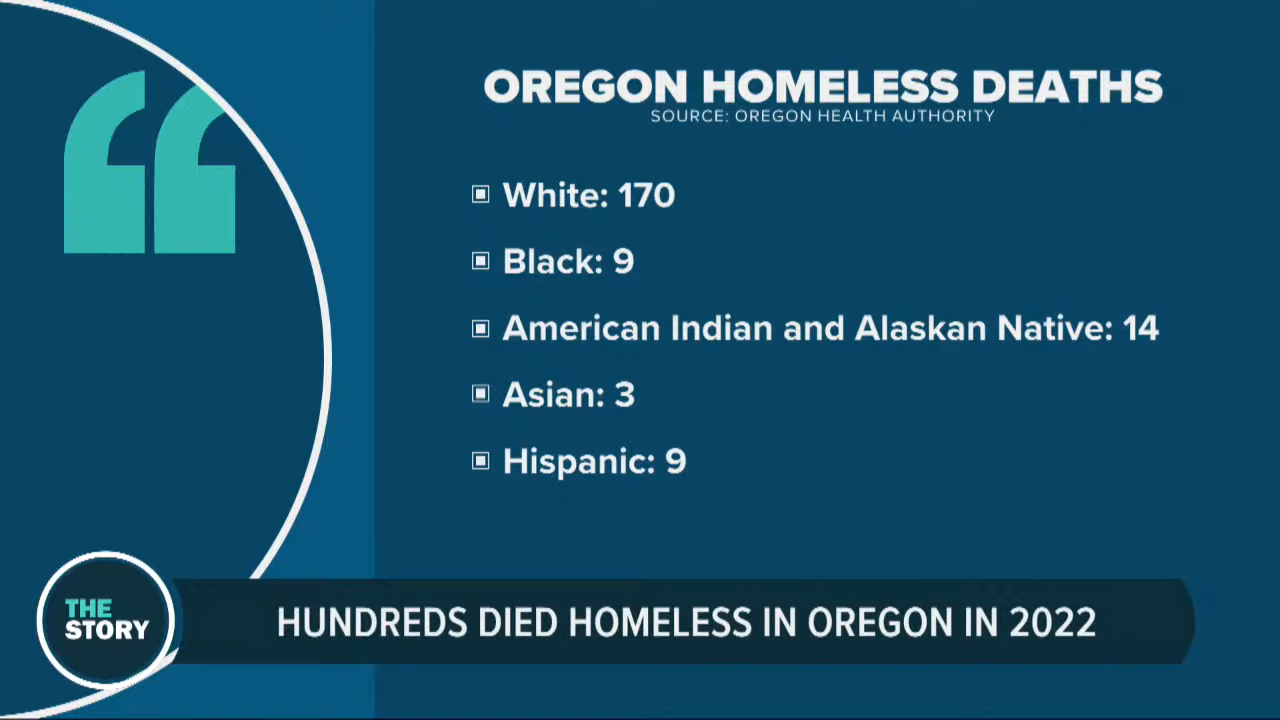 OREGON HOMELESS DEATHS
SOURCE: OREGON HEALTH AUTHORITY
White: 170
Black: 9
American Indian and Alaskan Native: 14
Asian: 3
Hispanic: 9
THE
STORY
HUNDREDS DIED HOMELESS IN OREGON IN 2022